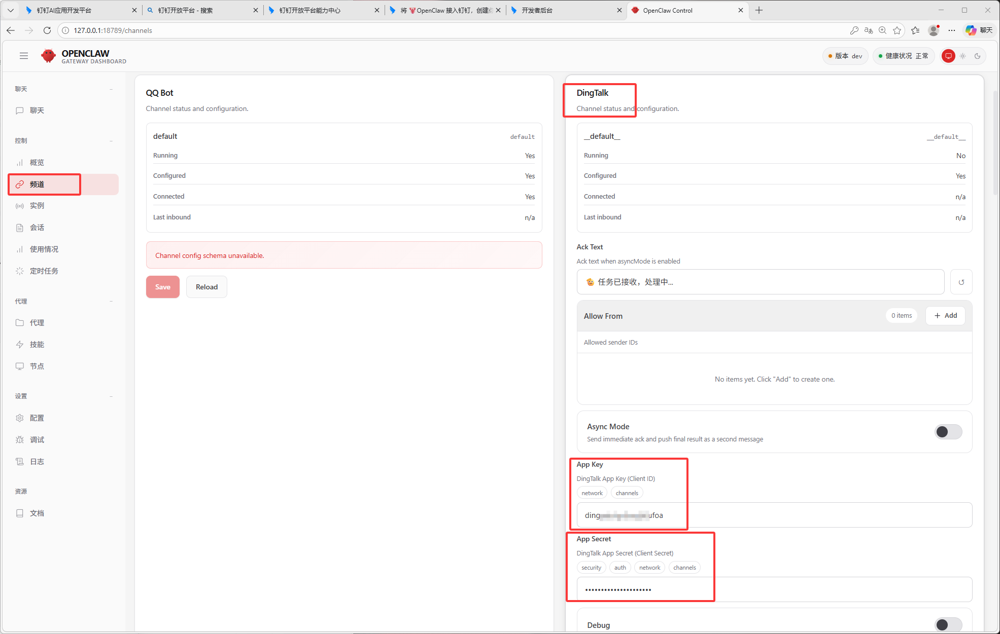 钉钉AI应用开发平台
钉钉开放平台 - 搜索
钉钉开放平台能力中心
将 🦞OpenClaw 接入钉钉，创建你
开发者后台
OpenClaw Control
127.0.0.1:18789/channels
聊天
OPENCLAW
GATEWAY DASHBOARD
版本 dev
健康状况 正常
聊天
聊天
控制
概览
频道
实例
会话
使用情况
定时任务
代理
代理
技能
节点
设置
配置
调试
日志
资源
文档
QQ Bot
Channel status and configuration.
default
default
Running
Yes
Configured
Yes
Connected
Yes
Last inbound
n/a
Channel config schema unavailable.
Save
Reload
DingTalk
Channel status and configuration.
__default__
__default__
Running
No
Configured
Yes
Connected
n/a
Last inbound
n/a
Ack Text
Ack text when asyncMode is enabled
🫡 任务已接收，处理中...
Allow From
0 items
+ Add
Allowed sender IDs
No items yet. Click "Add" to create one.
Async Mode
Send immediate ack and push final result as a second message
App Key
DingTalk App Key (Client ID)
network
channels
ding
ufoa
App Secret
DingTalk App Secret (Client Secret)
security
auth
network
channels
•••••••••••••••••••••
Debug